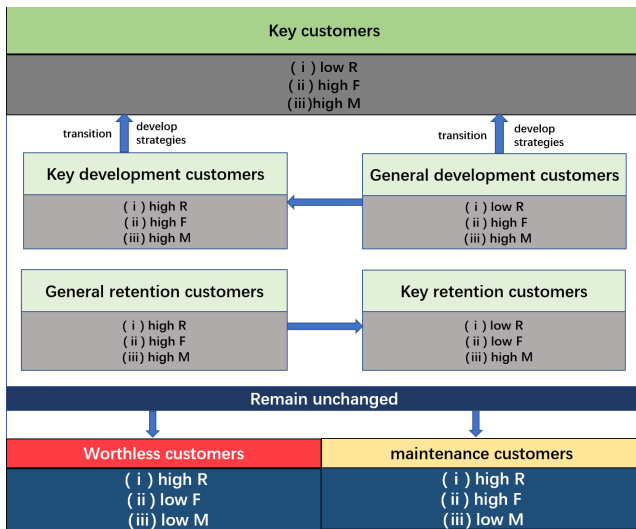 Key customers
(ⅰ) low R
(ⅱ) high F
(ⅲ)high M
transition
develop
strategies
transition
develop
strategies
Key development customers
(ⅰ) high R
(ⅱ) high F
(ⅲ) high M
General development customers
(ⅰ) low R
(ⅱ) high F
(ⅲ) high M
General retention customers
(ⅰ) high R
(ⅱ) high F
(ⅲ) high M
Key retention customers
(ⅰ) low R
(ⅱ) low F
(ⅲ) high M
Remain unchanged
Worthless customers
(ⅰ) high R
(ⅱ) low F
(ⅲ) low M
maintenance customers
(ⅰ) high R
(ⅱ) high F
(ⅲ) low M